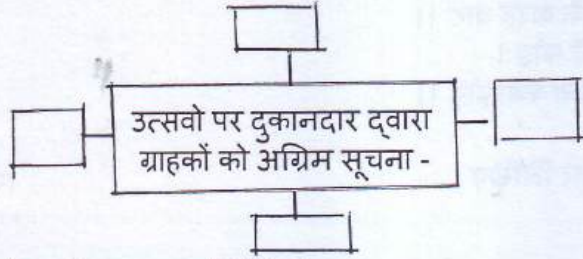 उत्सवो पर दुकानदार द्वारा
ग्राहकों को अग्रिम सूचना -